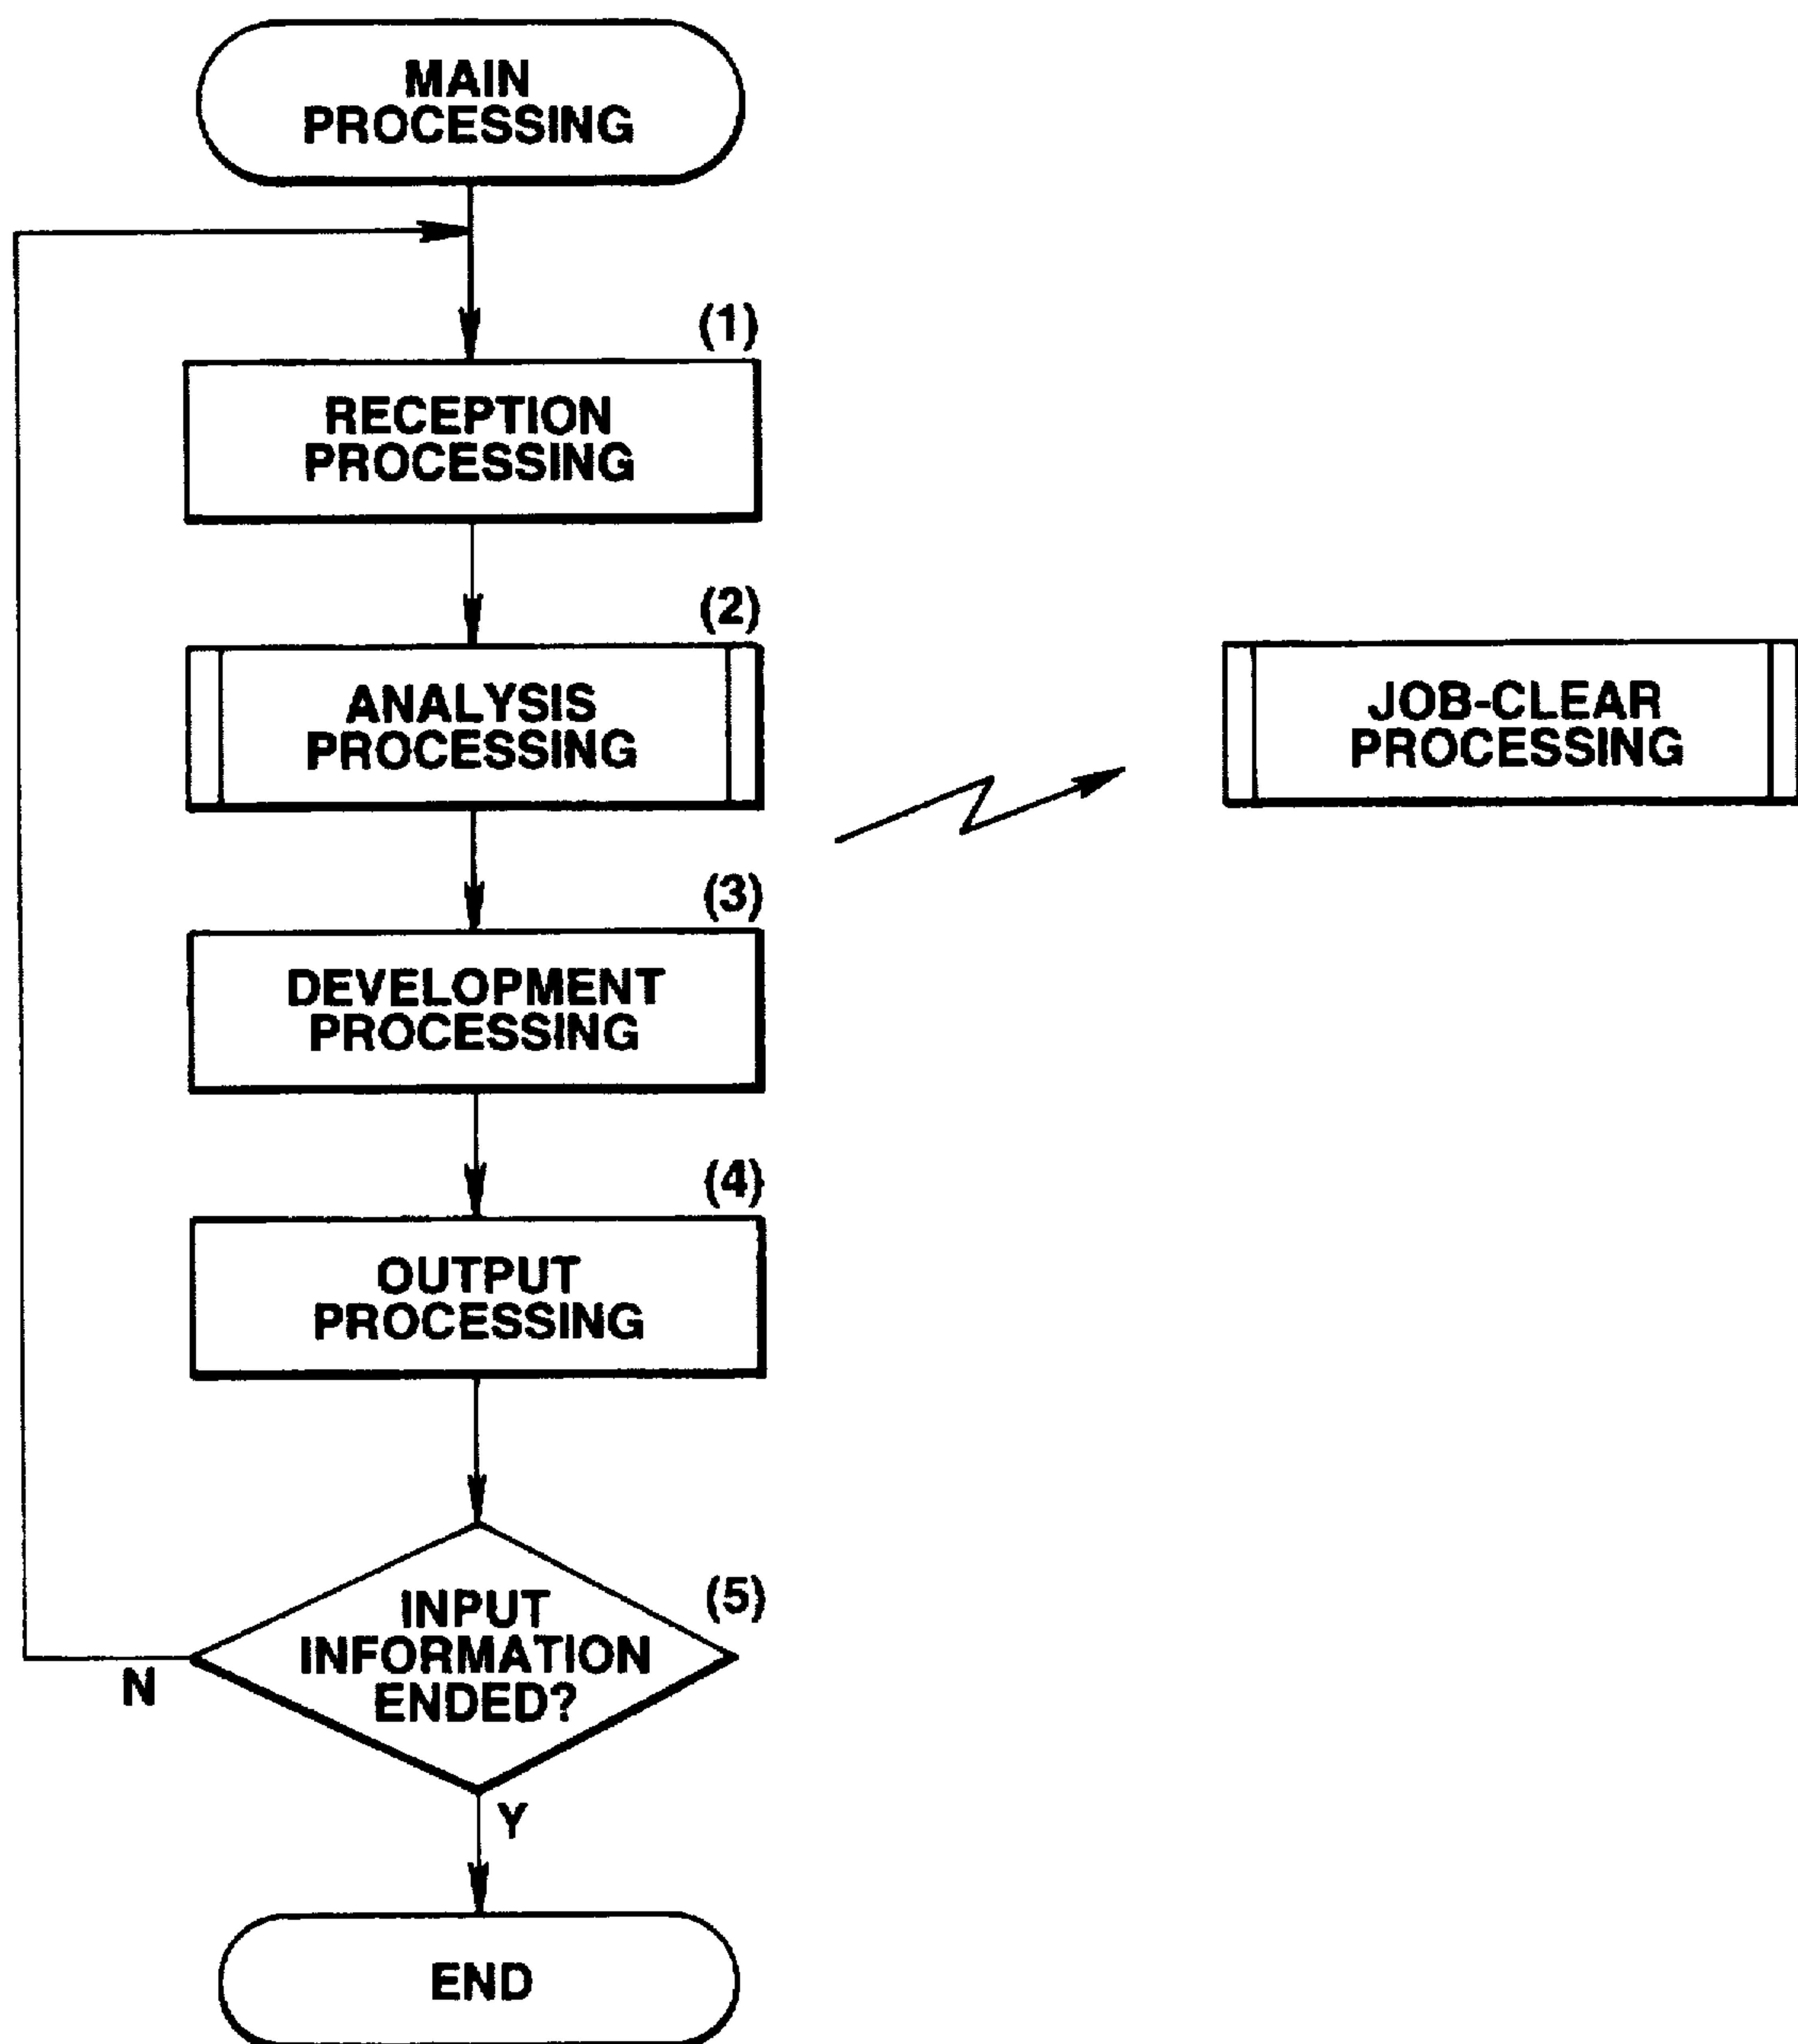 MAIN
PROCESSING
(1)
RECEPTION
PROCESSING
(2)
ANALYSIS
PROCESSING
JOB-CLEAR
PROCESSING
(3)
DEVELOPMENT
PROCESSING
(4)
OUTPUT
PROCESSING
(5)
INPUT
INFORMATION
ENDED?
N
Y
END